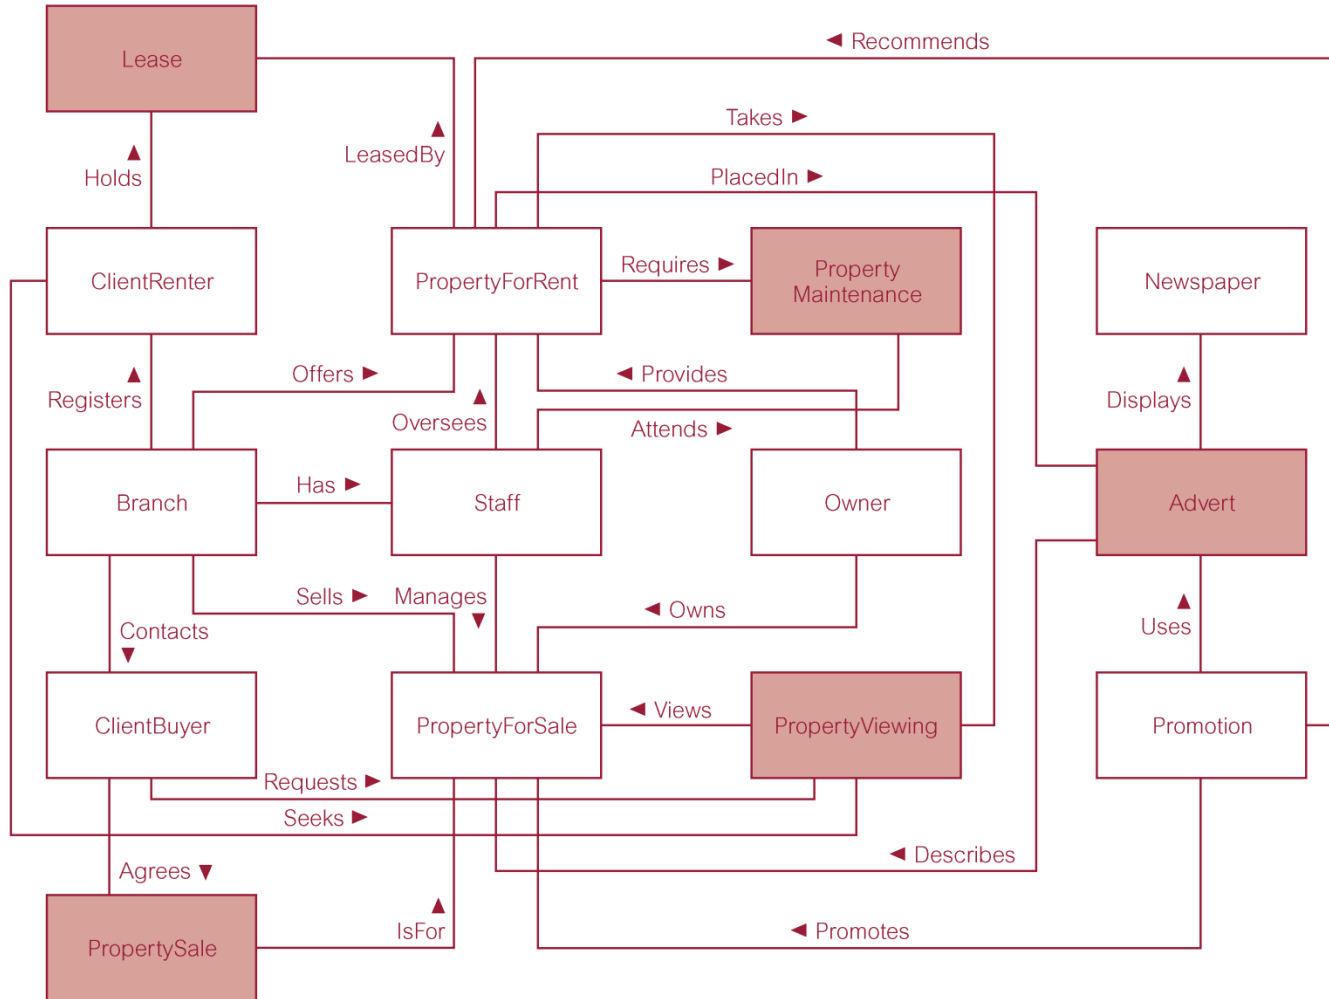 Lease
◄ Recommends
Takes ►
▲
LeasedBy
▲
Holds
PlacedIn ►
ClientRenter
PropertyForRent
Requires ►
Property
Maintenance
Newspaper
Offers ►
◄ Provides
▲
Registers
▲
Oversees
▲
Displays
Attends ►
Branch
Has ►
Staff
Owner
Advert
Sells ►
Manages
▼
◄ Owns
▲
Uses
Contacts
▼
ClientBuyer
PropertyForSale
◄ Views
PropertyViewing
Promotion
Requests ►
Seeks ►
◄ Describes
Agrees ▼
▲
IsFor
◄ Promotes
PropertySale